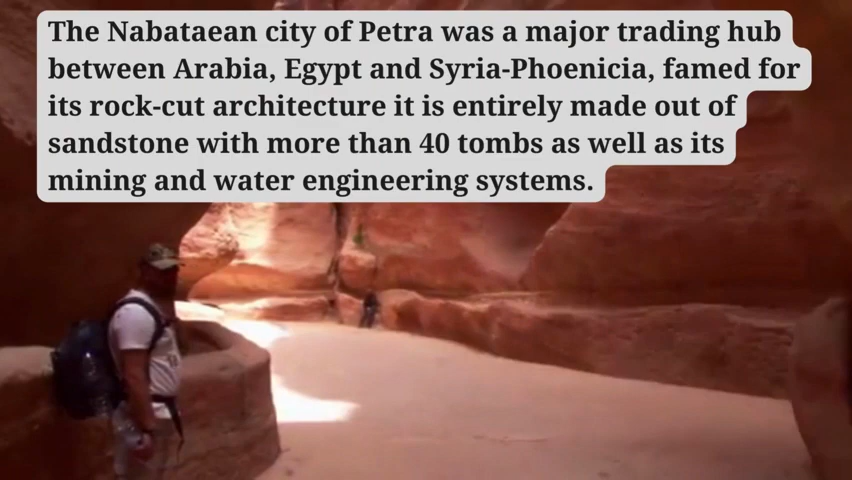 The Nabataean city of Petra was a major trading hub
between Arabia, Egypt and Syria-Phoenicia, famed for
its rock-cut architecture it is entirely made out of
sandstone with more than 40 tombs as well as its
mining and water engineering systems.